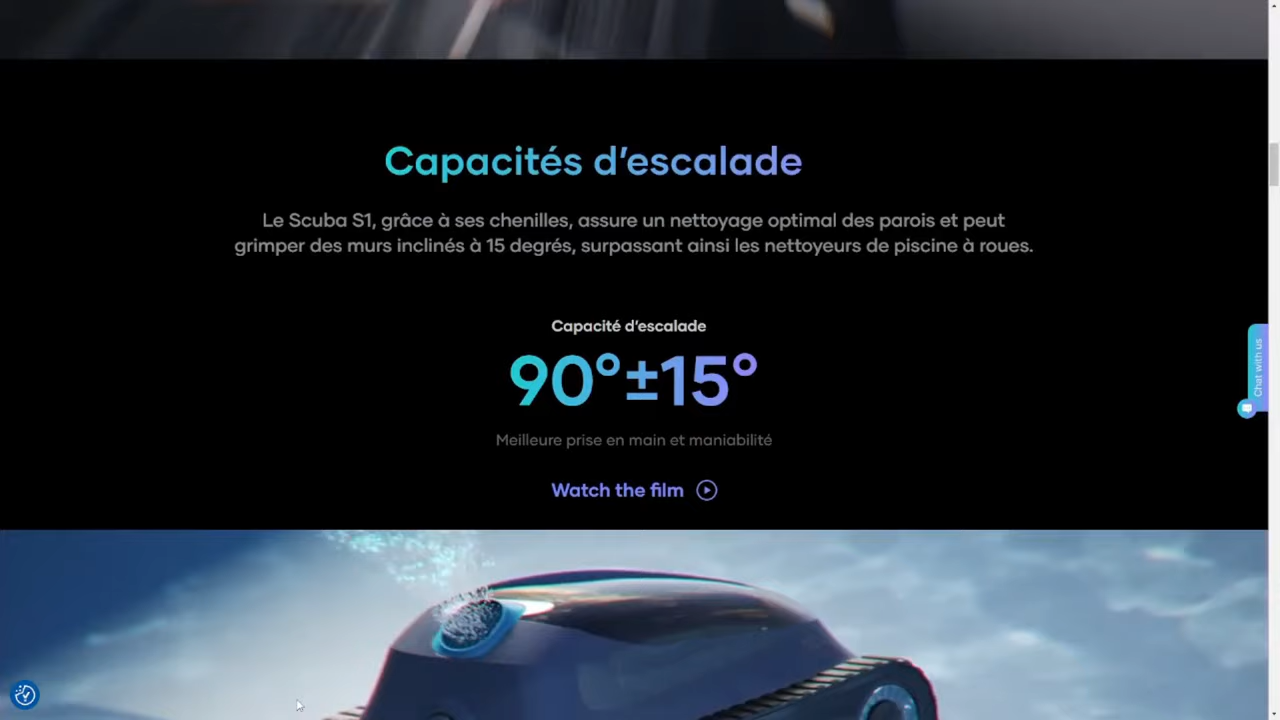 Capacités d’escalade
Le Scuba S1, grâce à ses chenilles, assure un nettoyage optimal des parois et peut
grimper des murs inclinés à 15 degrés, surpassant ainsi les nettoyeurs de piscine à roues.
Capacité d’escalade
90°±15°
Meilleure prise en main et maniabilité
Watch the film
Chat with us